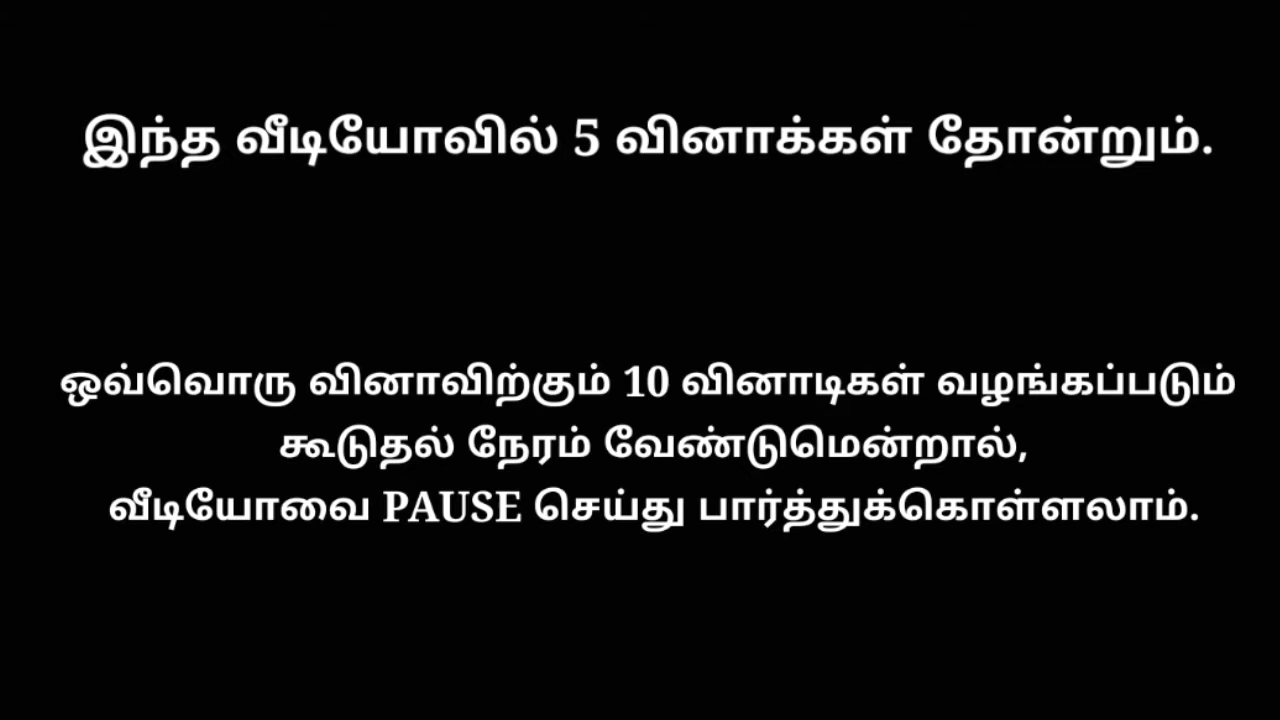 இந்த வீடியோவில் 5 வினாக்கள் தோன்றும்.
ஒவ்வொரு வினாவிற்கும் 10 வினாடிகள் வழங்கப்படும்
கூடுதல் நேரம் வேண்டுமென்றால்,
வீடியோவை PAUSE செய்து பார்த்துக்கொள்ளலாம்.